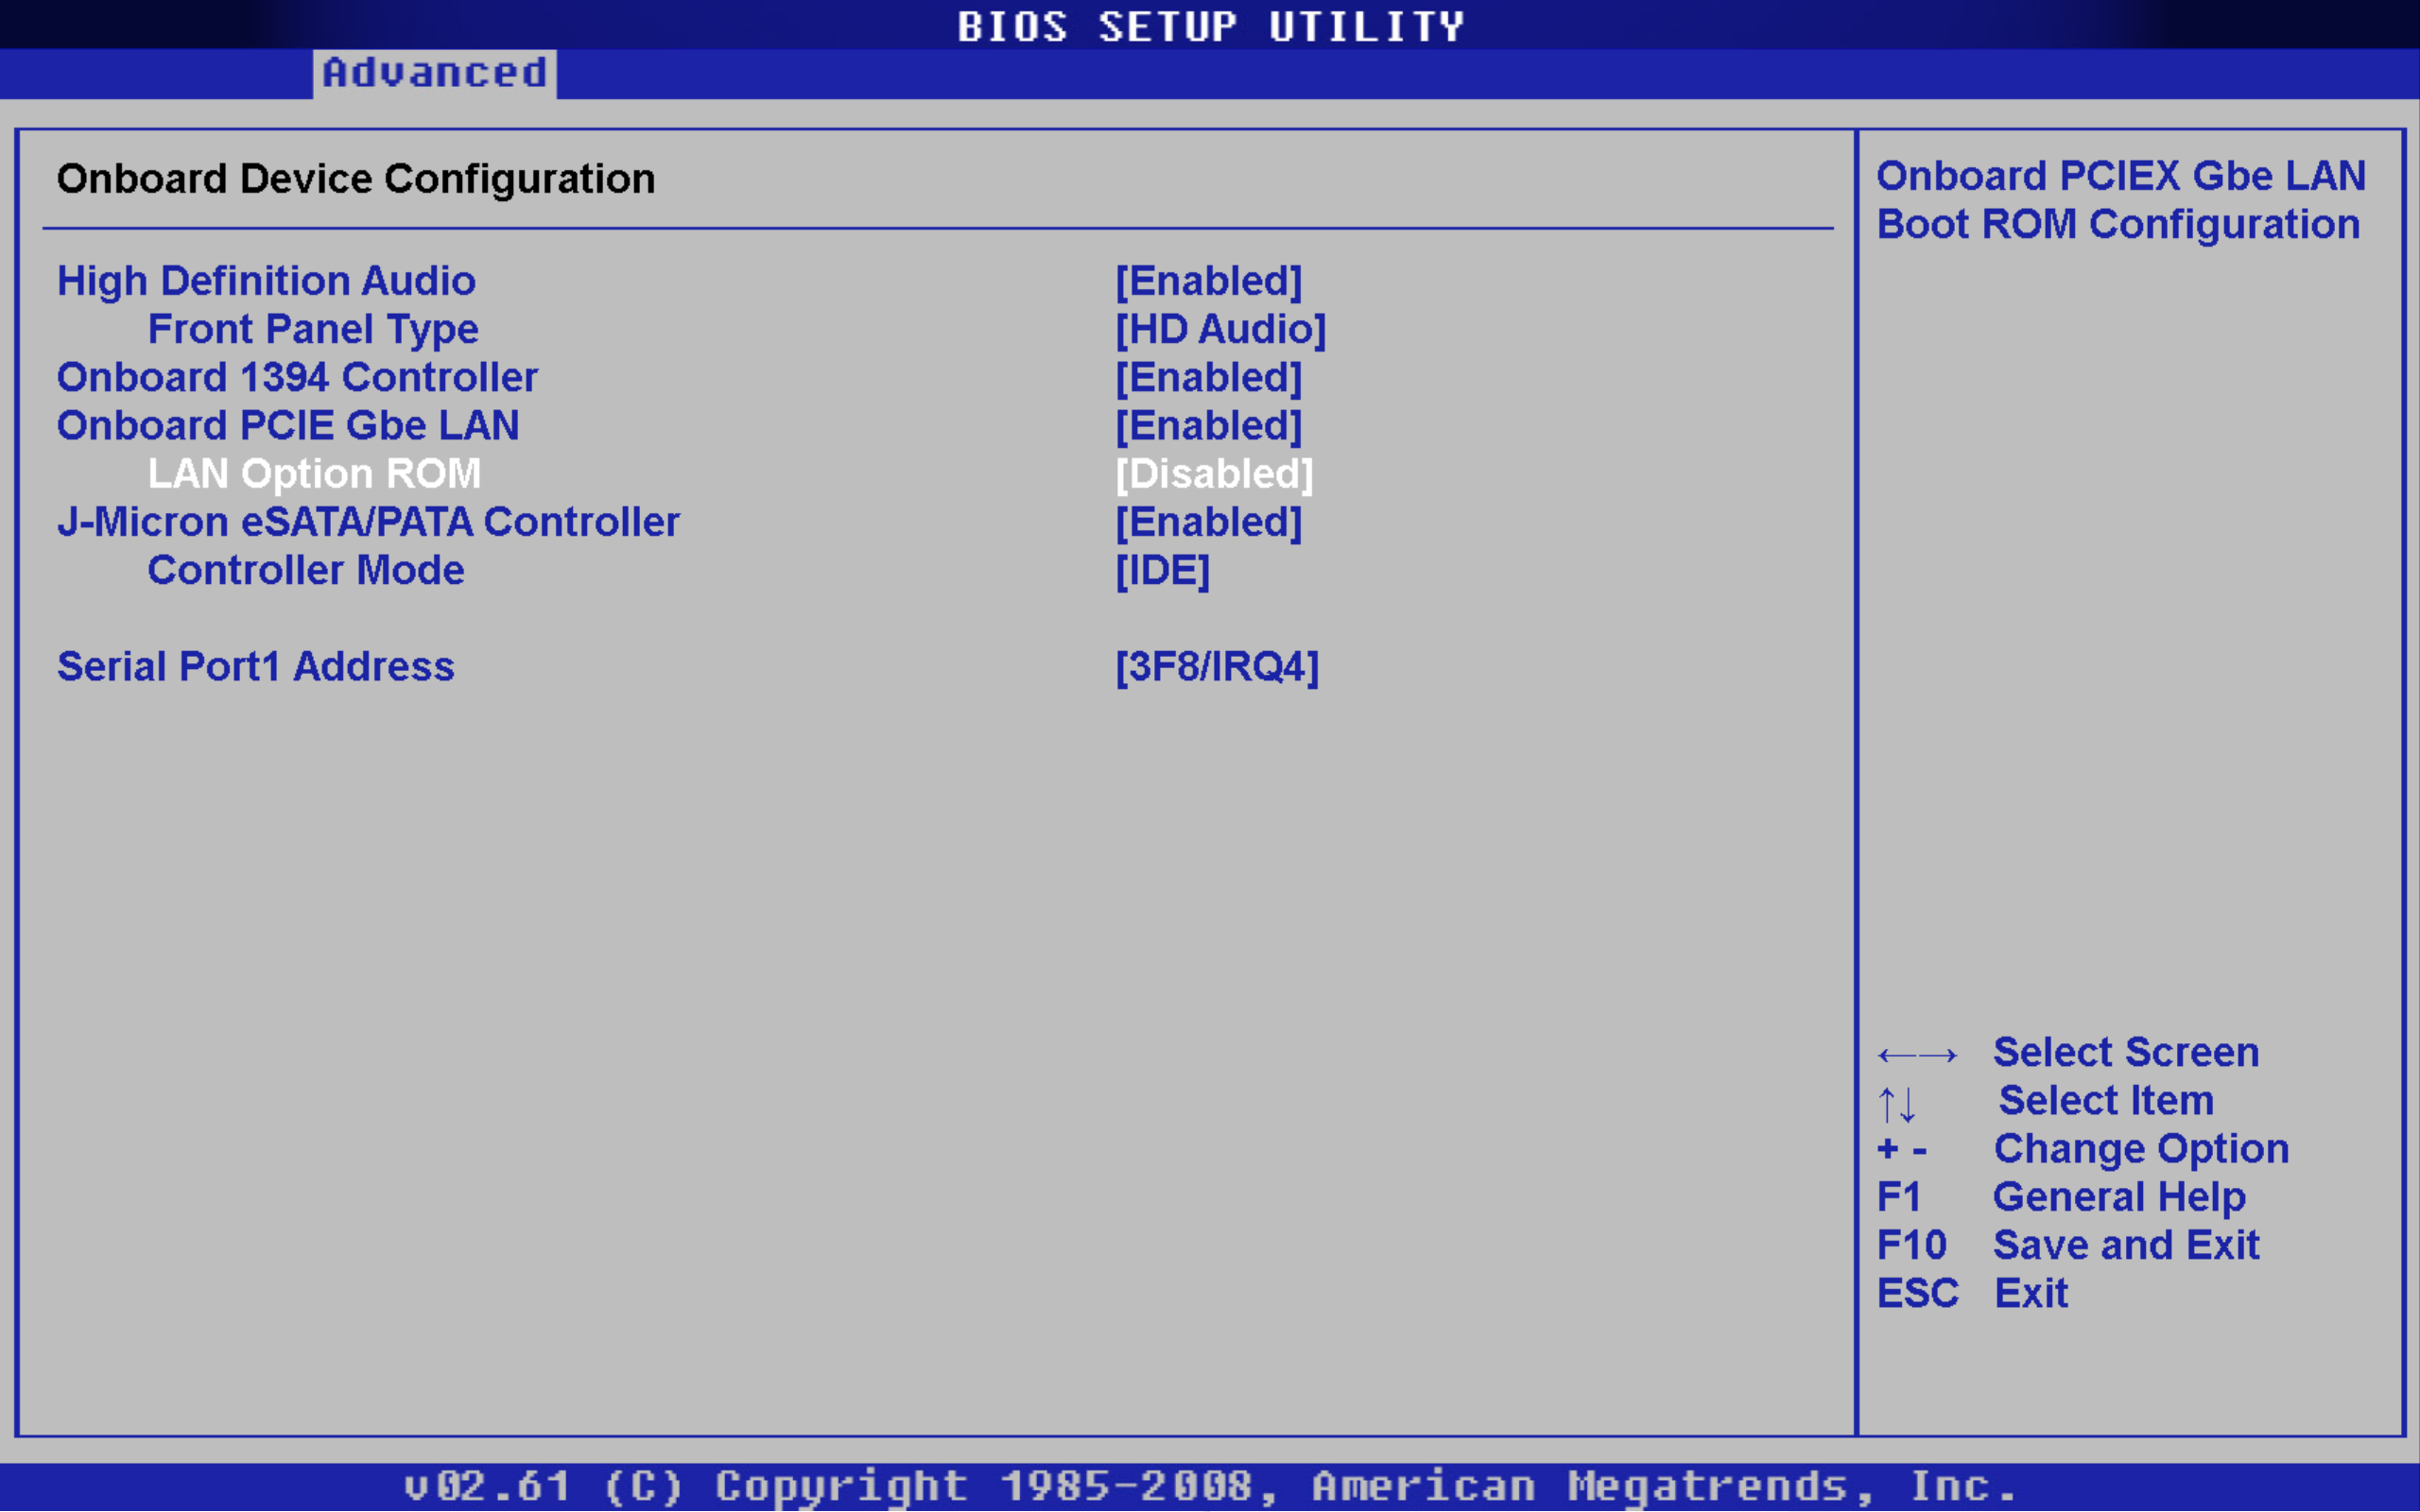 BIOS SETUP UTILITY
Advanced
Onboard Device Configuration
High Definition Audio [Enabled]
Front Panel Type [HD Audio]
Onboard 1394 Controller [Enabled]
Onboard PCIE Gbe LAN [Enabled]
LAN Option ROM [Disabled]
J-Micron eSATA/PATA Controller [Enabled]
Controller Mode [IDE]
Serial Port1 Address [3F8/IRQ4]
Onboard PCIEX Gbe LAN
Boot ROM Configuration
←→ Select Screen
↑↓ Select Item
+ - Change Option
F1 General Help
F10 Save and Exit
ESC Exit
v02.61 (C) Copyright 1985-2008, American Megatrends, Inc.